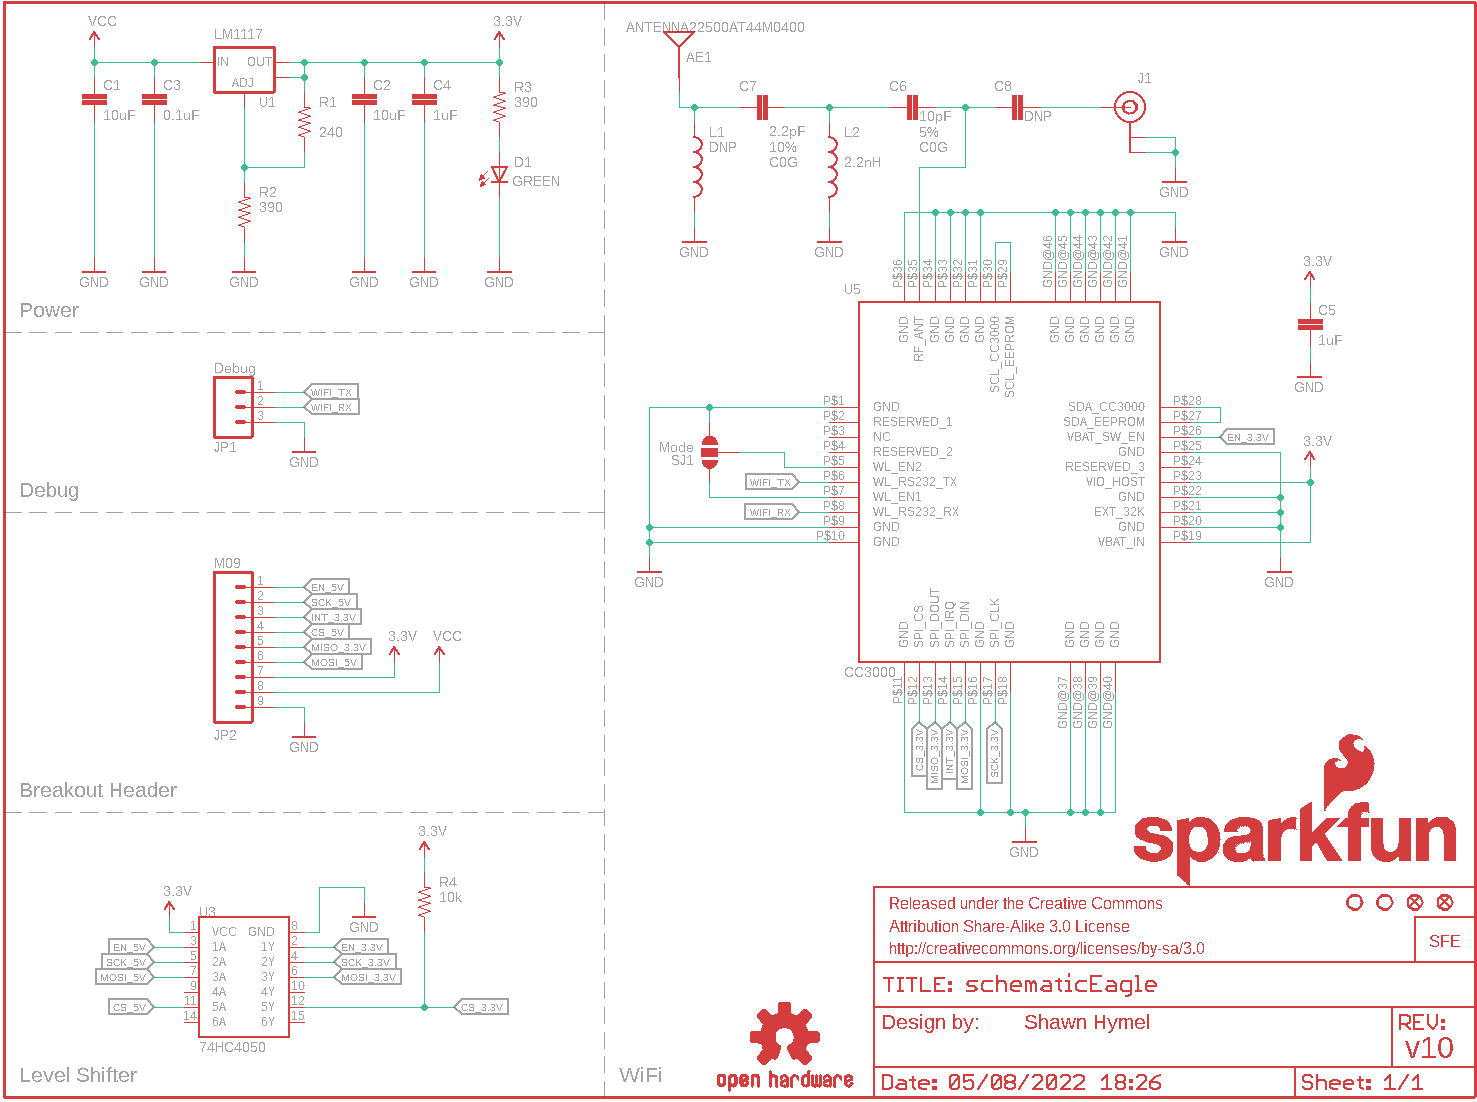 VCC
LM1117
3.3V
IN OUT
ADJ
U1
C1
10uF
C3
0.1uF
R1
240
C2
10uF
C4
1uF
R3
390
R2
390
D1
GREEN
GND GND GND GND GND GND
Power
Debug
1 WIFI_TX
2 WIFI_RX
3
JP1
GND
Debug
M09
1 EN_5V
2 SCK_5V
3 INT_3.3V
4 CS_5V
5 MISO_3.3V
6 MOSI_5V
7
8
9
3.3V VCC
JP2
GND
Breakout Header
3.3V
R4
10k
3.3V
U3
GND
1 VCC GND 8
EN_5V 3 1A 1Y 2 EN_3.3V
SCK_5V 5 2A 2Y 4 SCK_3.3V
MOSI_5V 7 3A 3Y 6 MOSI_3.3V
9 4A 4Y 10
CS_5V 11 5A 5Y 12 CS_3.3V
14 6A 6Y 15
74HC4050
Level Shifter
ANTENNA22500AT44M0400
AE1
C7
2.2pF
10%
C0G
C6
10pF
5%
C0G
C8
DNP
J1
L1
DNP
L2
2.2nH
GND GND GND
GND
U5
P$36 P$35 P$34 P$33 P$32 P$31 P$30 P$29
GND@46 GND@45 GND@44 GND@43 GND@42 GND@41
GND RF_ANT GND GND GND GND SCL_CC3000 SCL_EEPROM
GND GND GND GND GND GND
3.3V
C5
1uF
GND
P$1 GND
P$2 RESERVED_1
P$3 NC
P$4 RESERVED_2
P$5 WL_EN2
P$6 WL_RS232_TX
P$7 WL_EN1
P$8 WL_RS232_RX
P$9 GND
P$10 GND
Mode
SJ1
WIFI_TX
WIFI_RX
GND
SDA_CC3000 P$28
SDA_EEPROM P$27
VBAT_SW_EN P$26 EN_3.3V
GND P$25
RESERVED_3 P$24
VIO_HOST P$23
GND P$22
EXT_32K P$21
GND P$20
VBAT_IN P$19
3.3V
GND
GND SPI_CS SPI_DOUT SPI_IRQ SPI_DIN GND SPI_CLK GND
GND GND GND GND
CC3000
P$11 P$12 P$13 P$14 P$15 P$16 P$17 P$18
GND@37 GND@38 GND@39 GND@40
CS_3.3V MISO_3.3V INT_3.3V MOSI_3.3V SCK_3.3V
GND
WiFi
sparkfun
open hardware
Released under the Creative Commons
Attribution Share-Alike 3.0 License
http://creativecommons.org/licenses/by-sa/3.0
SFE
TITLE: schematicEagle
Design by: Shawn Hymel
REV:
v10
Date: 05/08/2022 18:26
Sheet: 1/1